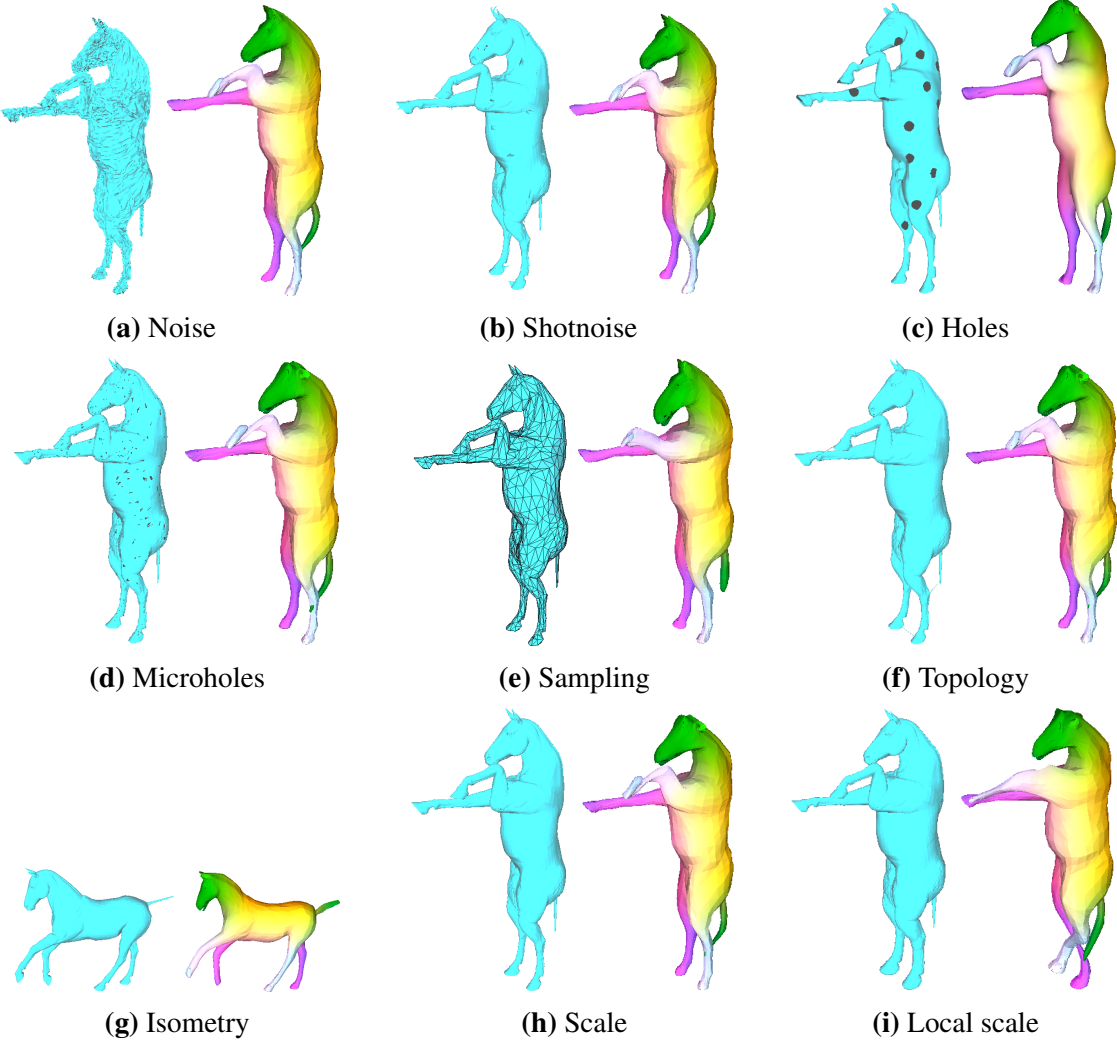 (a) Noise
(b) Shotnoise
(c) Holes
(d) Microholes
(e) Sampling
(f) Topology
(g) Isometry
(h) Scale
(i) Local scale